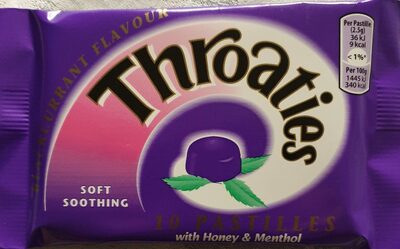 BLACKCURRANT FLAVOUR
Throaties
Per Pastille
(2.5g)
36 kJ
9 kcal
<1%*
Per 100g
1445 kJ
340 kcal
SOFT
SOOTHING
10 PASTILLES
with Honey & Menthol